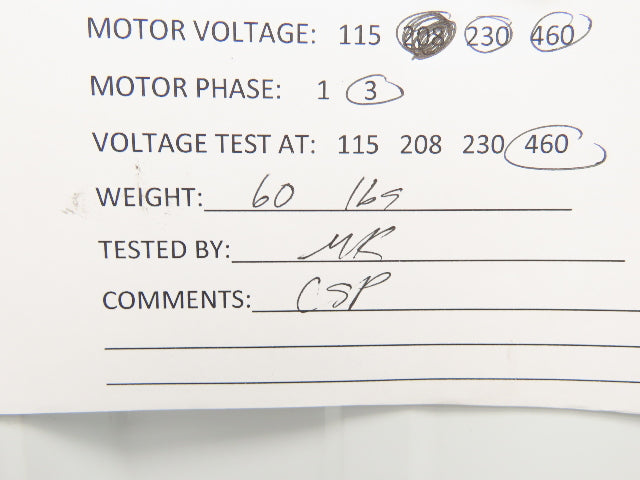 MOTOR VOLTAGE: 115 208 230 460
MOTOR PHASE: 1 3
VOLTAGE TEST AT: 115 208 230 460
WEIGHT: 60 lbs
TESTED BY: MR
COMMENTS: CSP